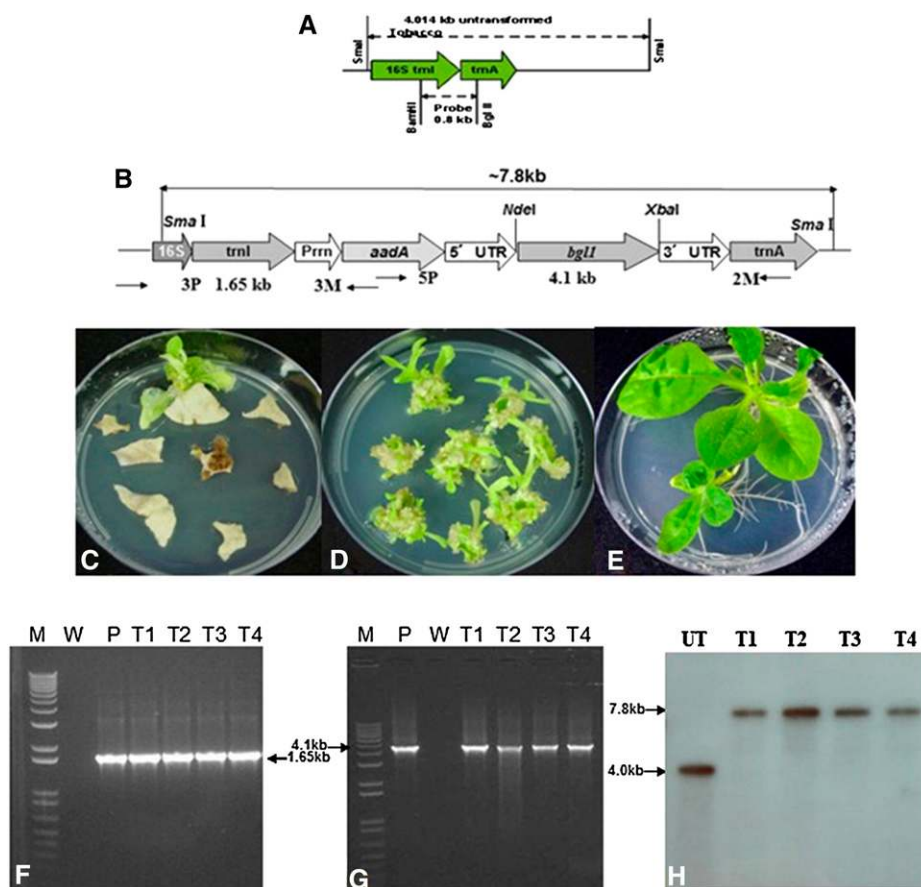 A
4.014 kb untransformed
Tobacco
SmaI
SmaI
16S trnI
trnA
Probe
0.8 kb
BamHI
Bgl II
B
~7.8kb
Sma I
NdeI
XbaI
Sma I
16S
trnI
Prrn
aadA
5´ UTR
bglI
3´ UTR
trnA
3P
1.65 kb
3M
5P
4.1 kb
2M
C
D
E
M W P T1 T2 T3 T4
1.65kb
F
M P W T1 T2 T3 T4
4.1kb
G
UT T1 T2 T3 T4
7.8kb
4.0kb
H